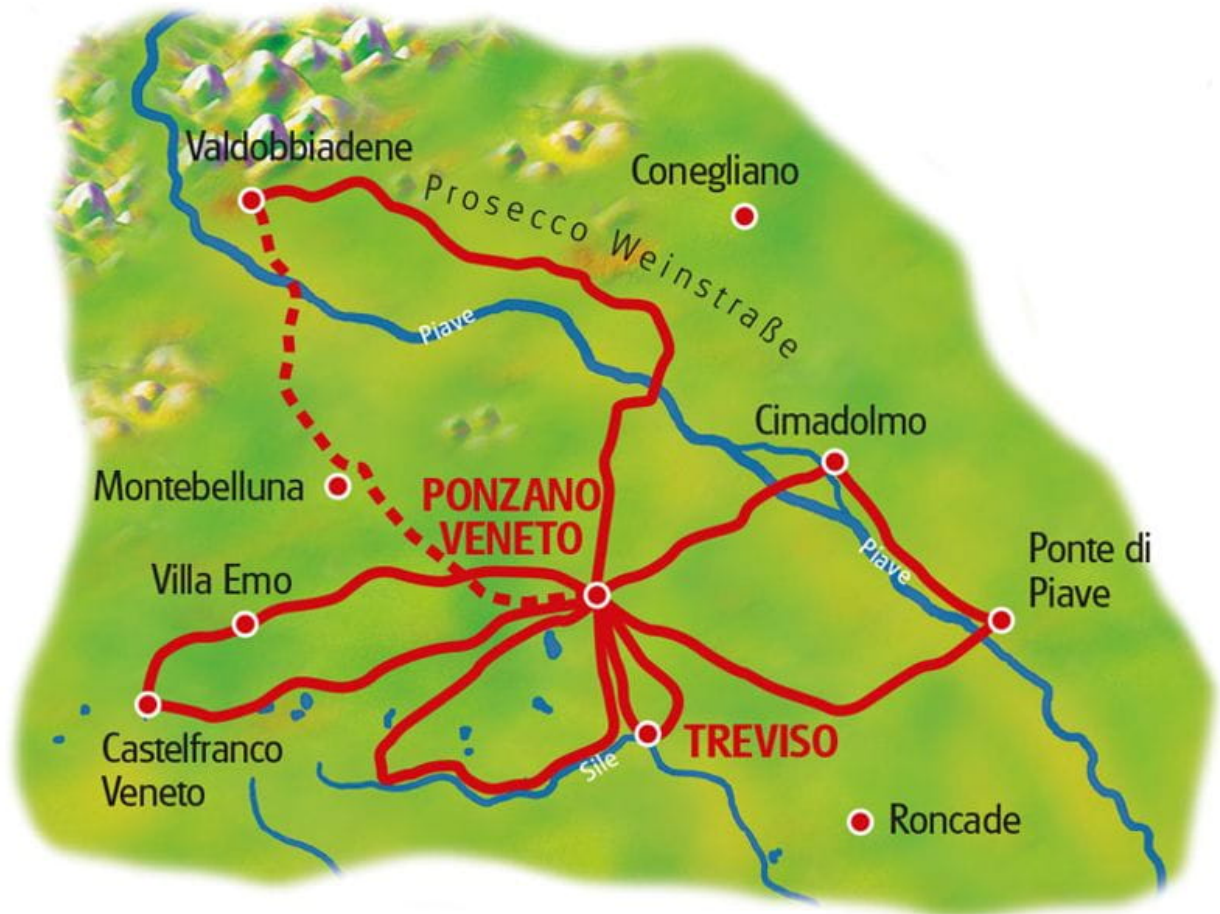 Valdobbiadene
Conegliano
Prosecco Weinstraße
Piave
Cimadolmo
Montebelluna
PONZANO
VENETO
Villa Emo
Piave
Ponte di
Piave
Castelfranco
Veneto
TREVISO
Sile
Roncade